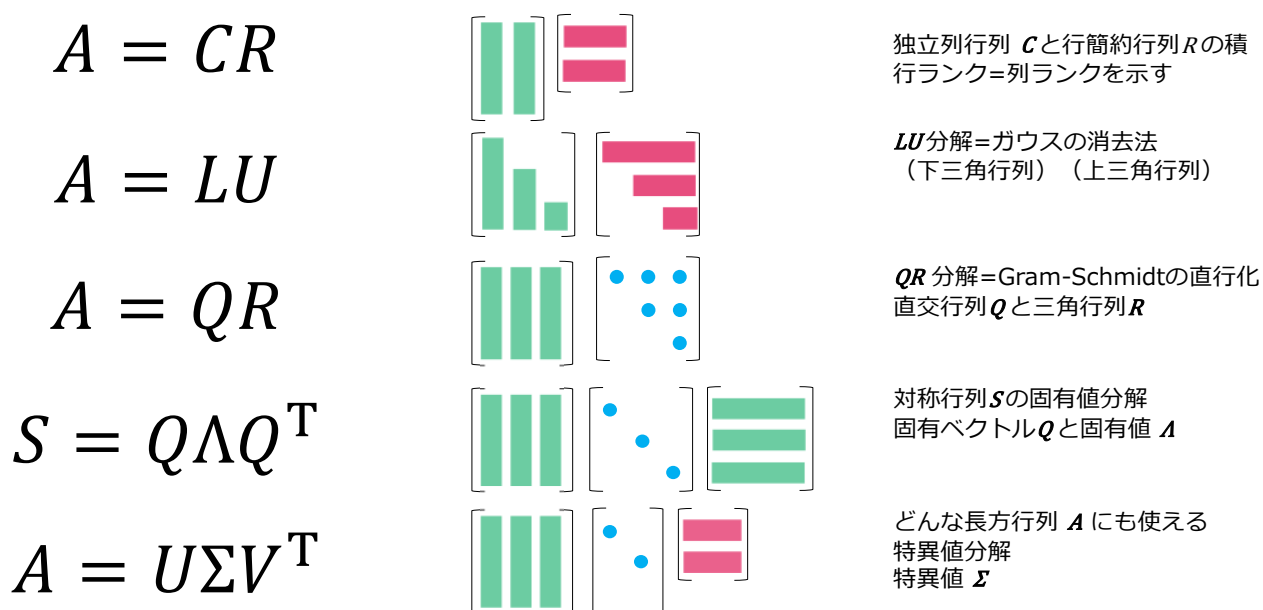 A = CR
独立列行列 Cと行簡約行列Rの積
行ランク=列ランクを示す
A = LU
LU分解=ガウスの消去法
（下三角行列）（上三角行列）
A = QR
QR 分解=Gram-Schmidtの直行化
直交行列Qと三角行列R
S = QΛQᵀ
対称行列Sの固有値分解
固有ベクトルQと固有値 Λ
A = UΣVᵀ
どんな長方行列 A にも使える
特異値分解
特異値 Σ